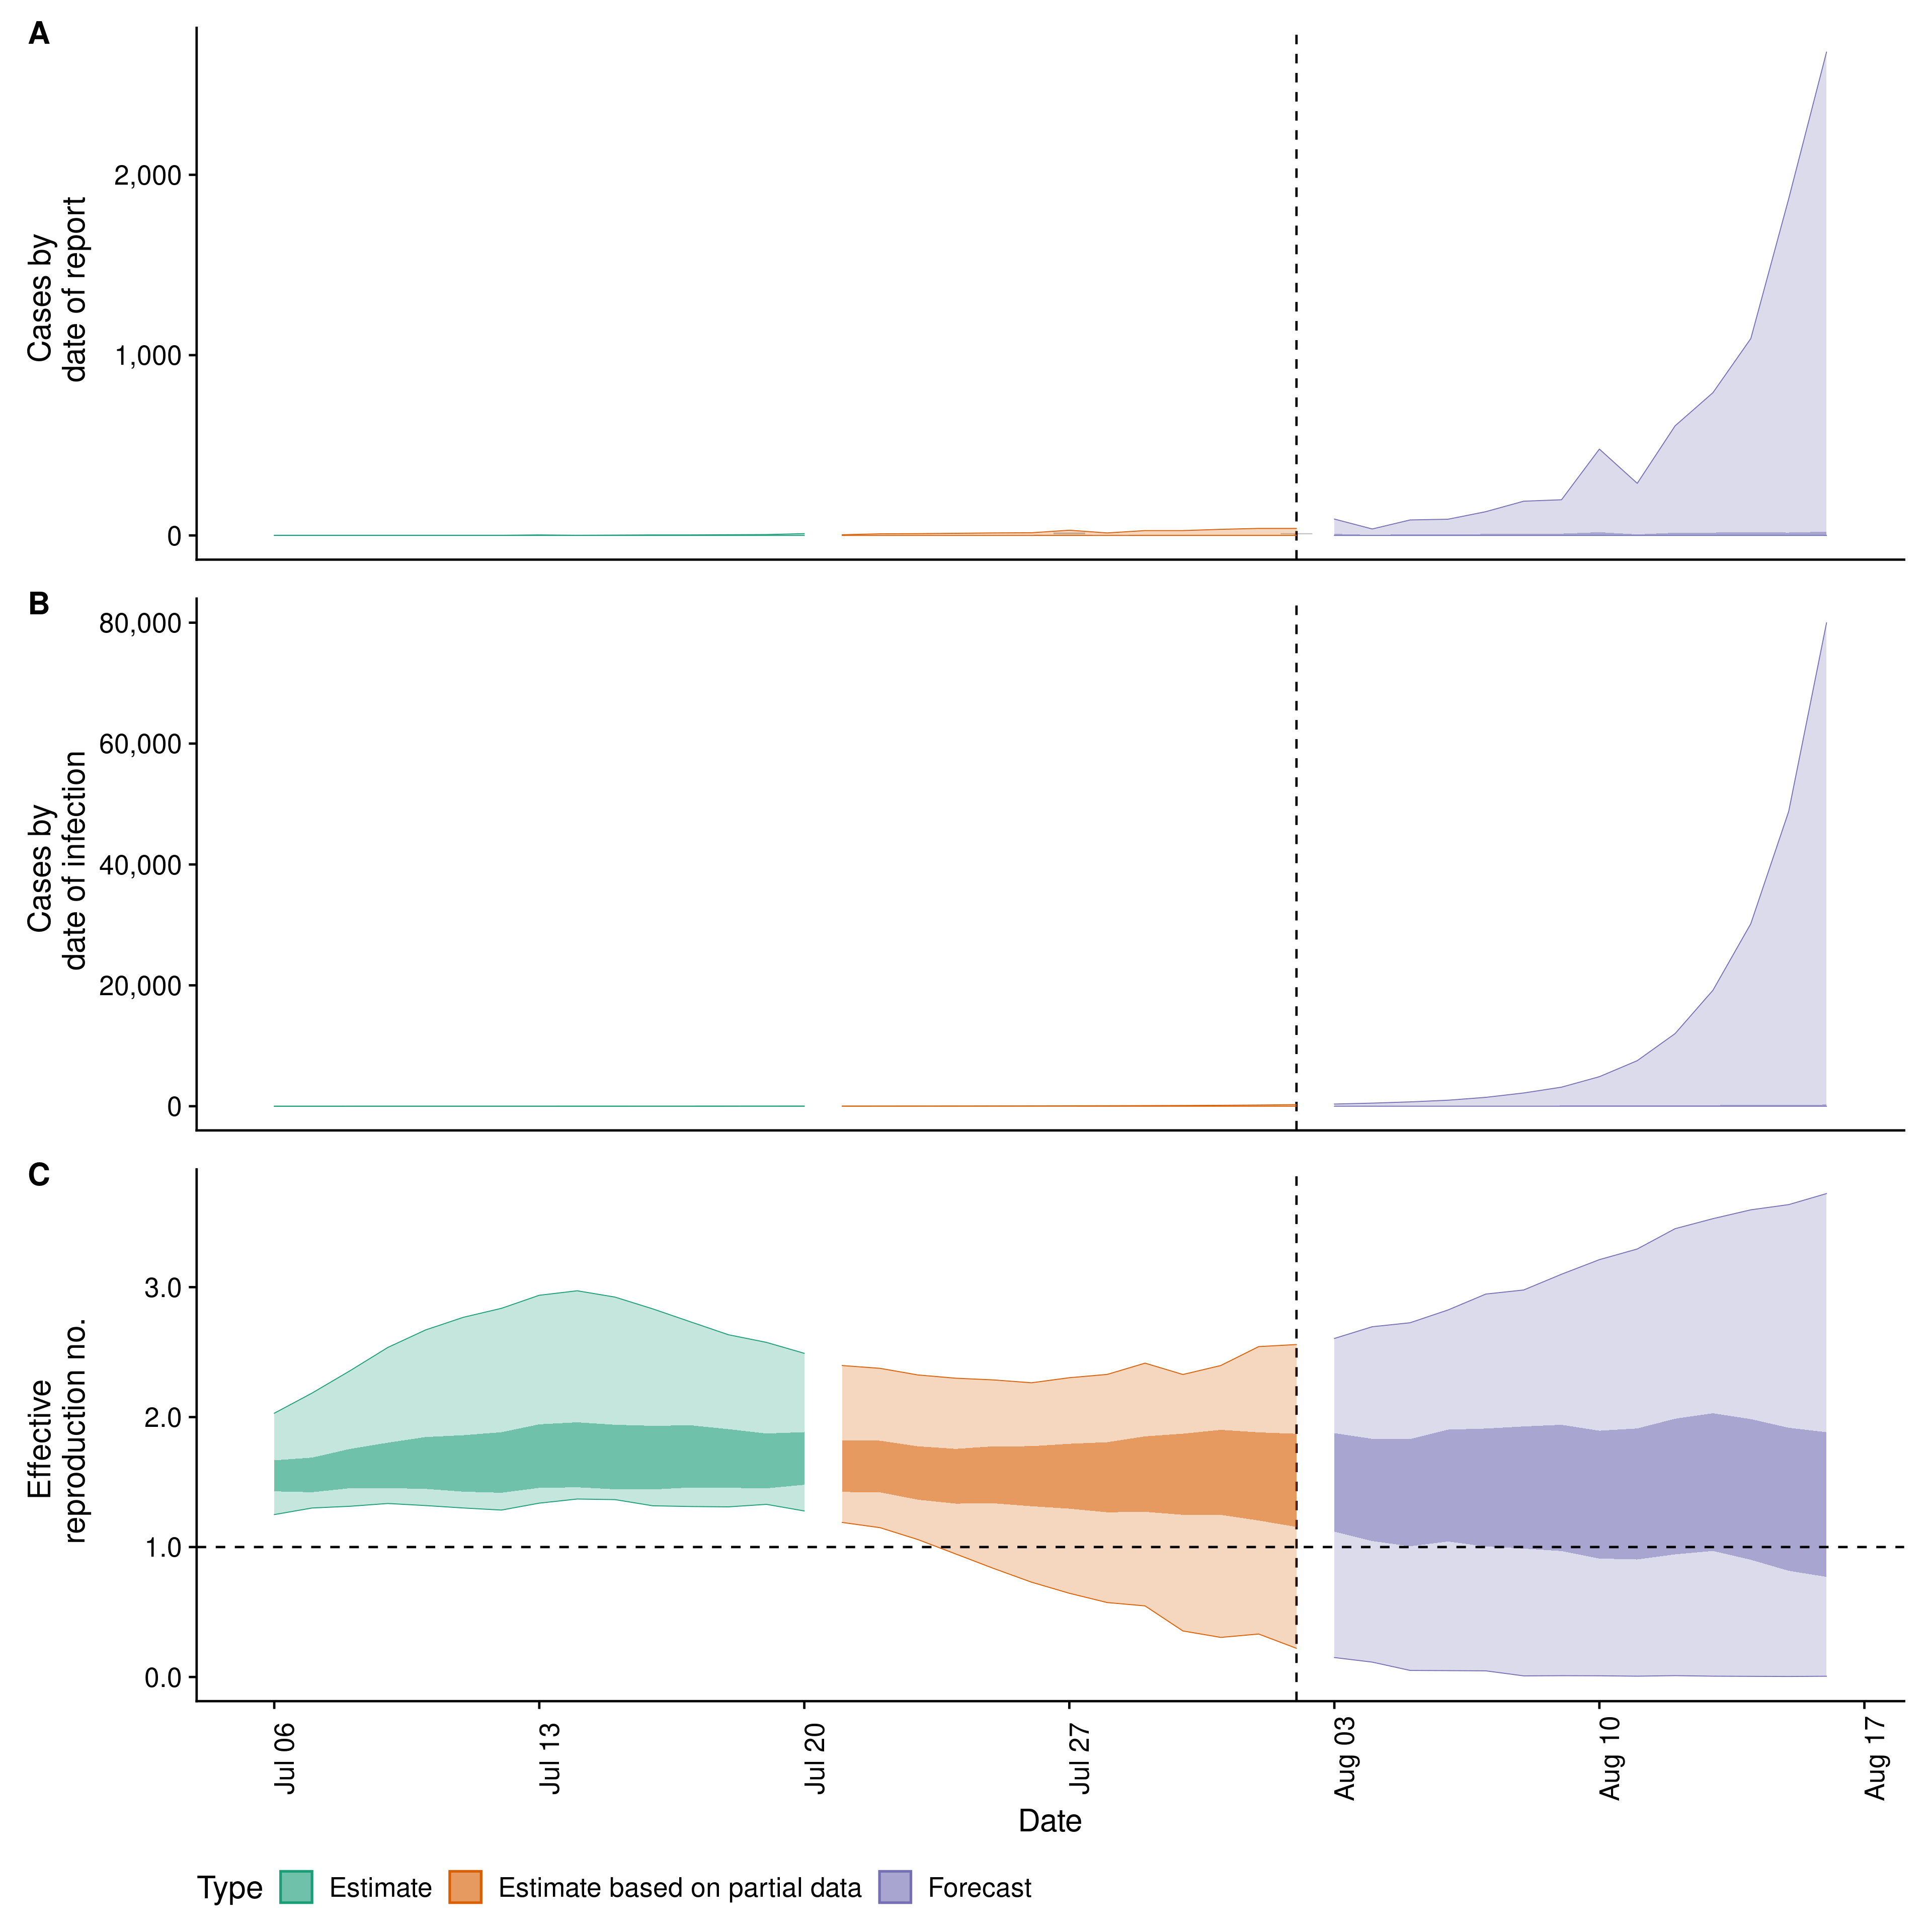 A
Cases by
date of report
2,000
1,000
0
B
Cases by
date of infection
80,000
60,000
40,000
20,000
0
C
Effective
reproduction no.
3.0
2.0
1.0
0.0
Jul 06
Jul 13
Jul 20
Jul 27
Aug 03
Aug 10
Aug 17
Date
Type Estimate Estimate based on partial data Forecast